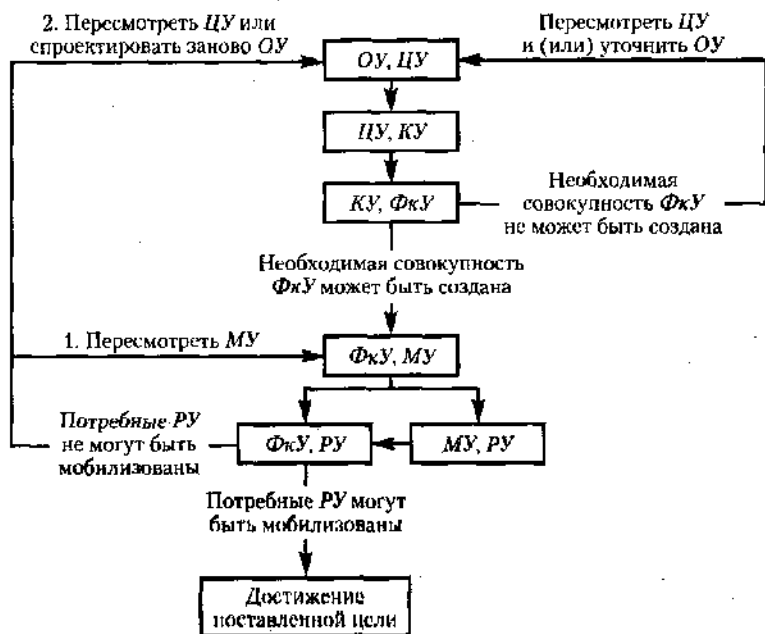 2. Пересмотреть ЦУ или
спроектировать заново ОУ
Пересмотреть ЦУ
и (или) уточнить ОУ
ОУ, ЦУ
ЦУ, КУ
КУ, ФкУ
Необходимая
совокупность ФкУ
не может быть создана
Необходимая совокупность
ФкУ может быть создана
1. Пересмотреть МУ
ФкУ, МУ
Потребные РУ
не могут быть
мобилизованы
ФкУ, РУ
МУ, РУ
Потребные РУ могут
быть мобилизованы
Достижение
поставленной цели